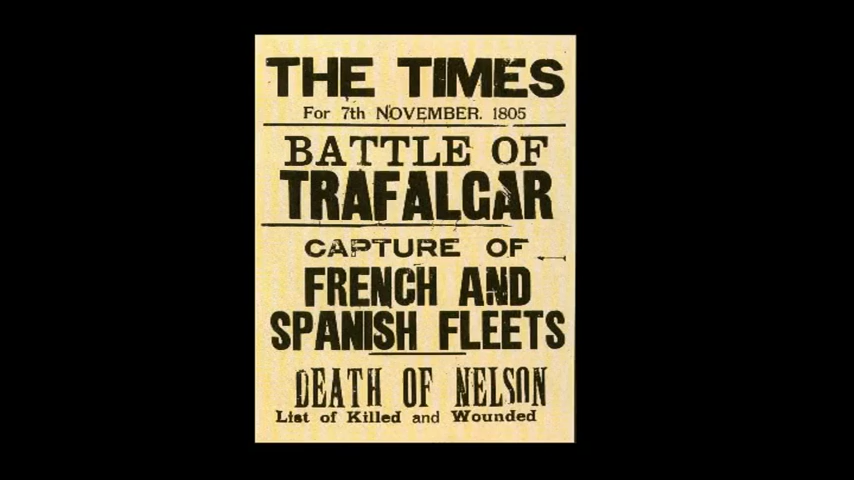 THE TIMES
For 7th NOVEMBER. 1805
BATTLE OF
TRAFALGAR
CAPTURE OF
FRENCH AND
SPANISH FLEETS
DEATH OF NELSON
List of Killed and Wounded